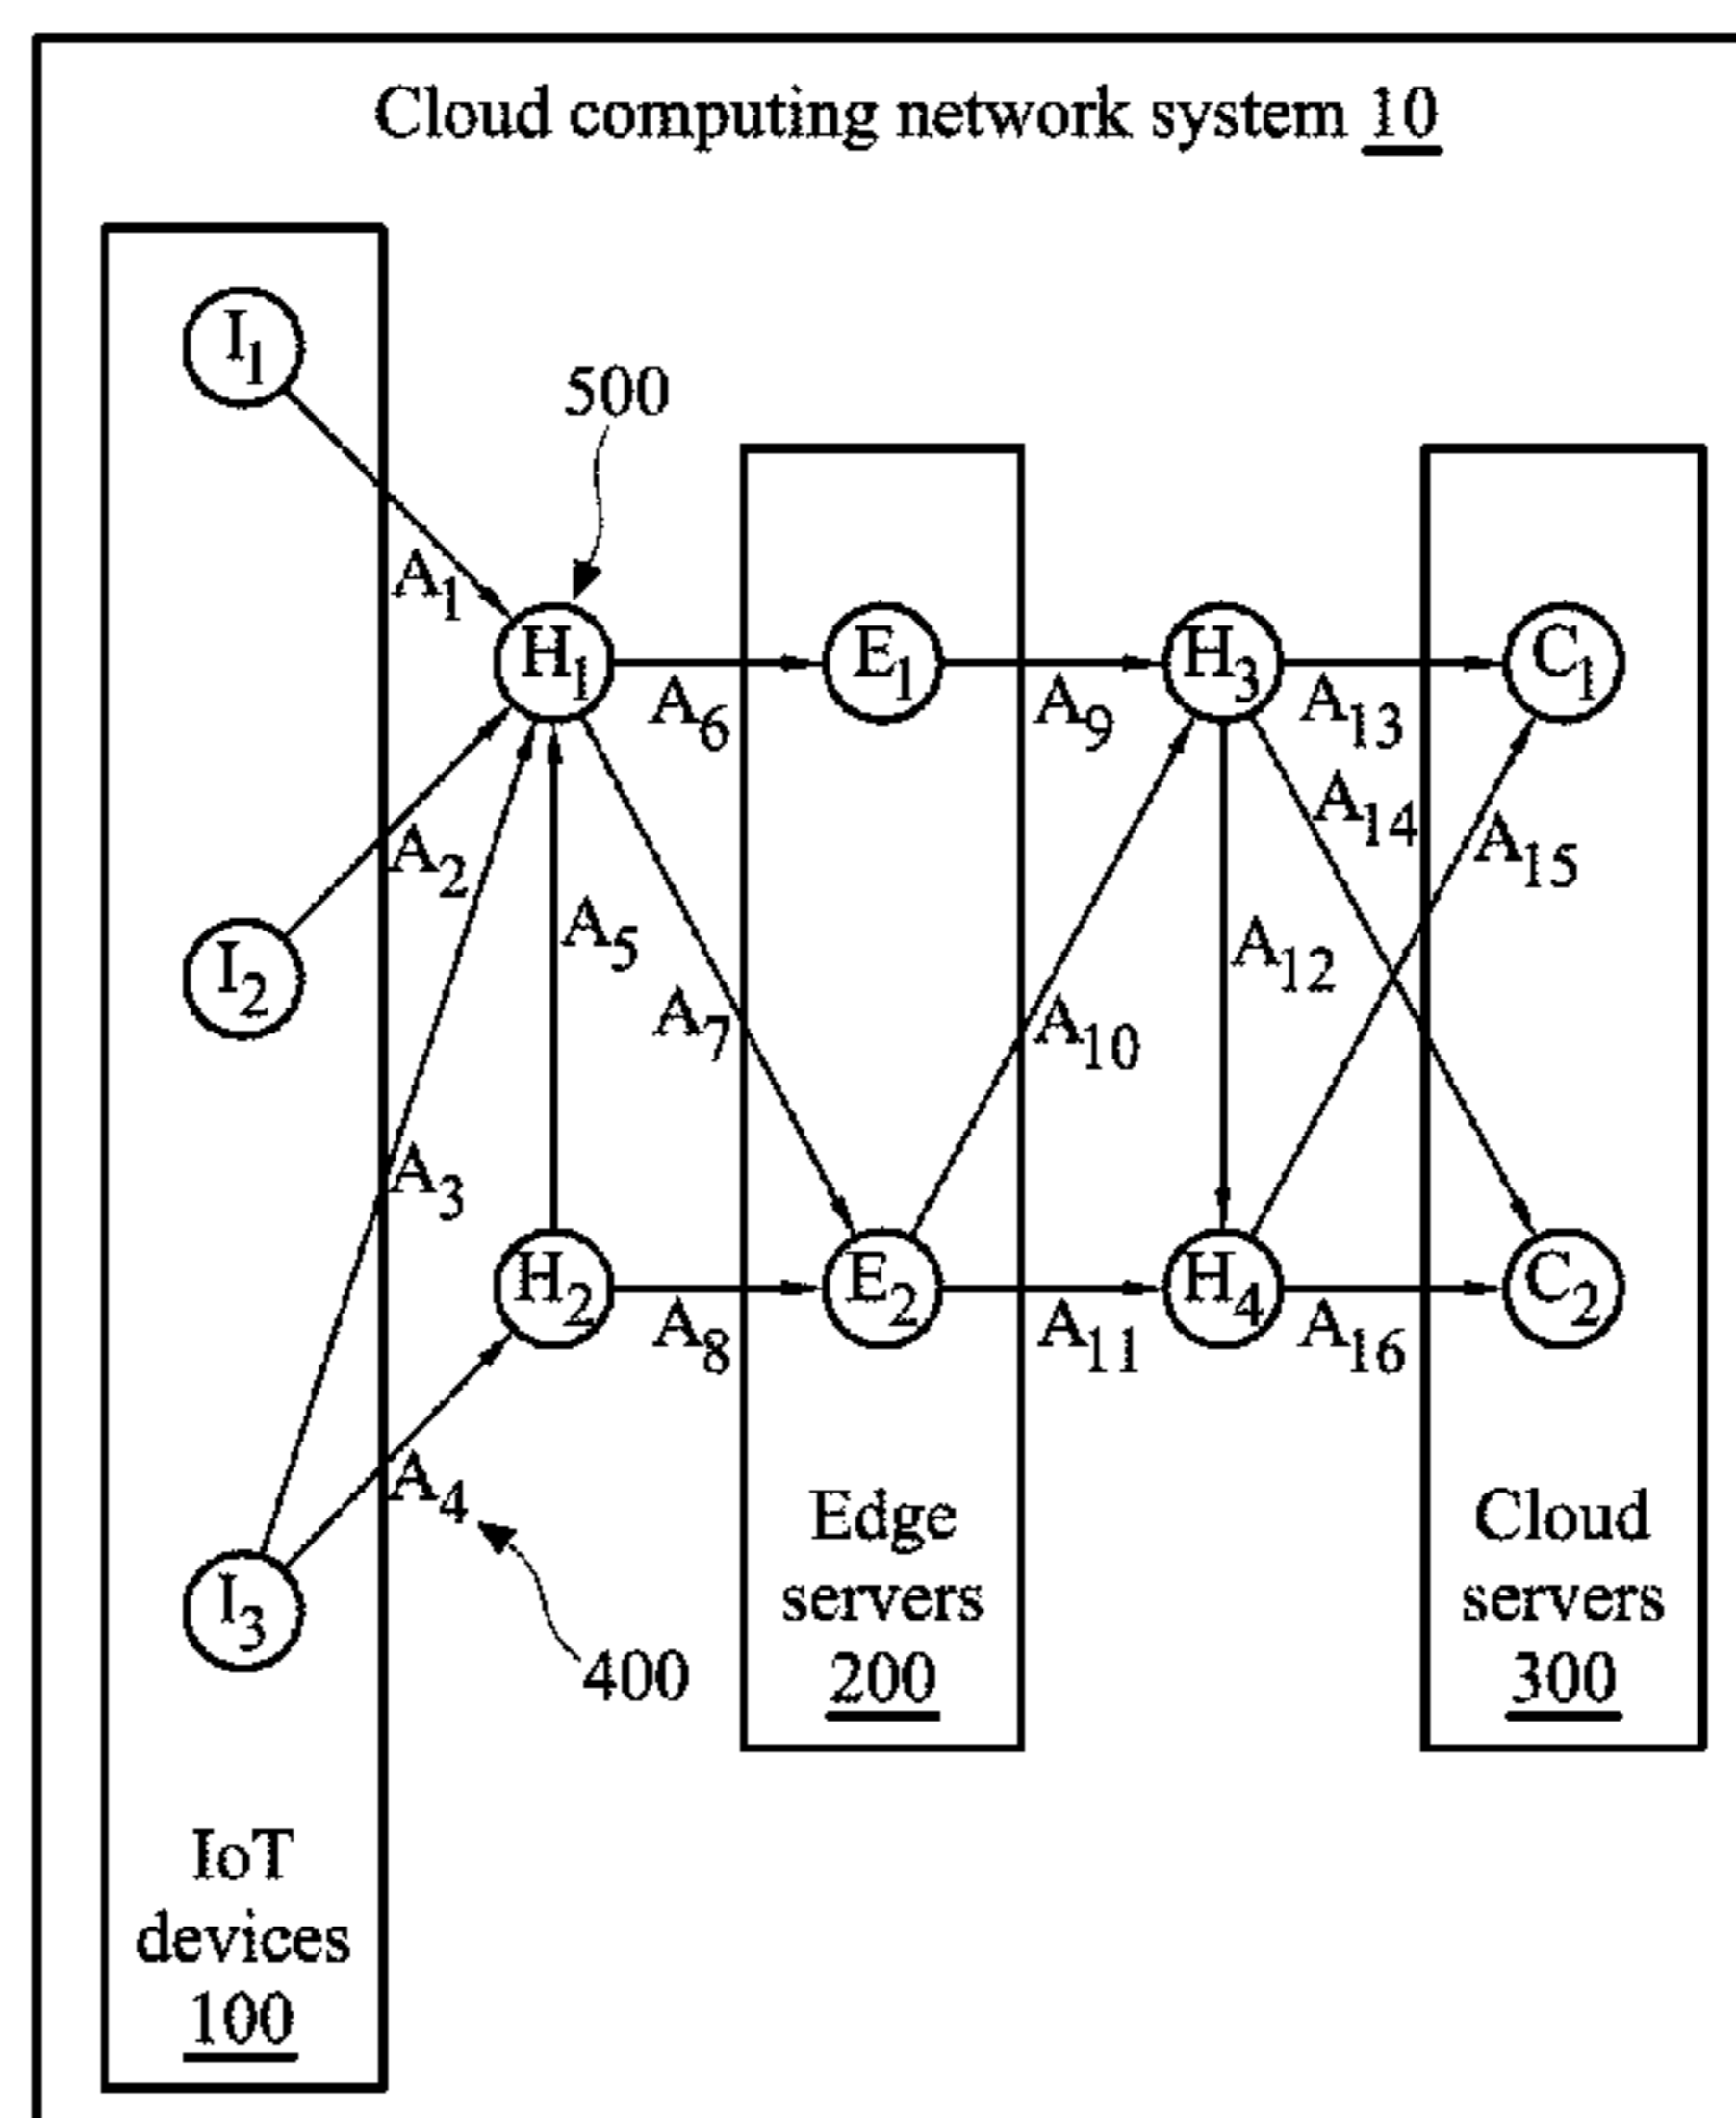 Cloud computing network system 10
I1
500
A1
H1
E1
H3
C1
A6
A9
A13
A14
A2
A15
I2
A5
A12
A7
A10
A3
H2
E2
H4
C2
A8
A11
A16
A4
Edge
servers
200
Cloud
servers
300
I3
400
IoT
devices
100